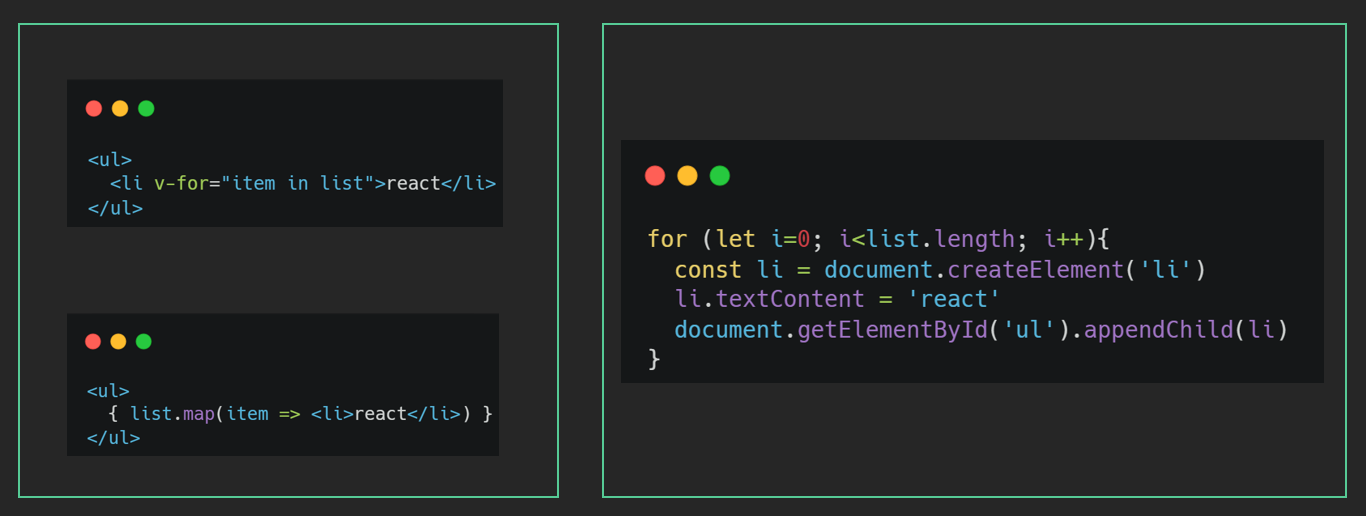 <ul>
  <li v-for="item in list">react</li>
</ul>
<ul>
  { list.map(item => <li>react</li>) }
</ul>
for (let i=0; i<list.length; i++){
  const li = document.createElement('li')
  li.textContent = 'react'
  document.getElementById('ul').appendChild(li)
}